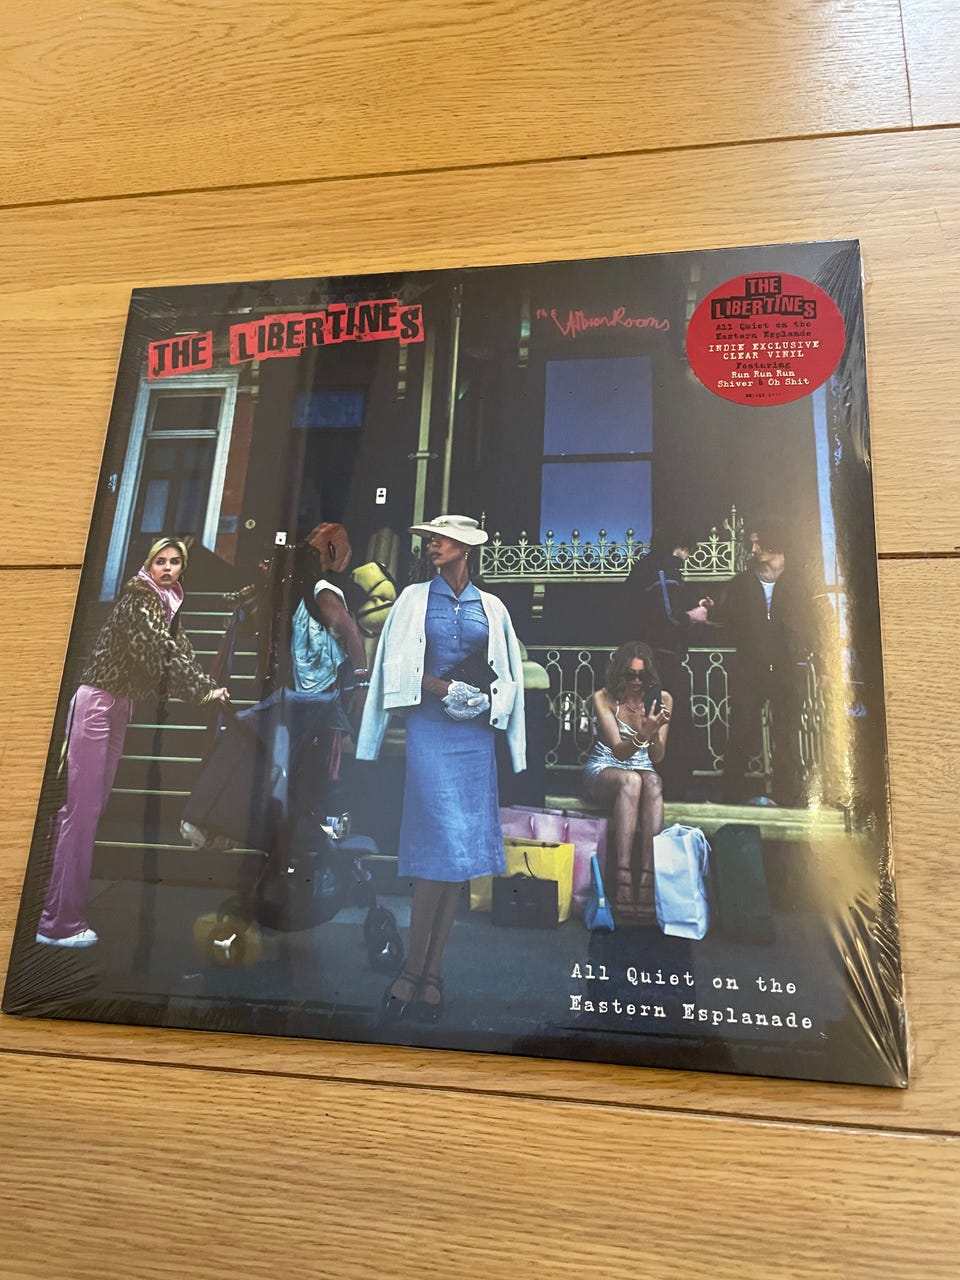 THE LIBERTINES
The Albion Rooms
THE
LIBERTINES
All Quiet on the
Eastern Esplanade
INDIE EXCLUSIVE
CLEAR VINYL
Featuring
Run Run Run
Shiver & Oh Shit
All Quiet on the
Eastern Esplanade